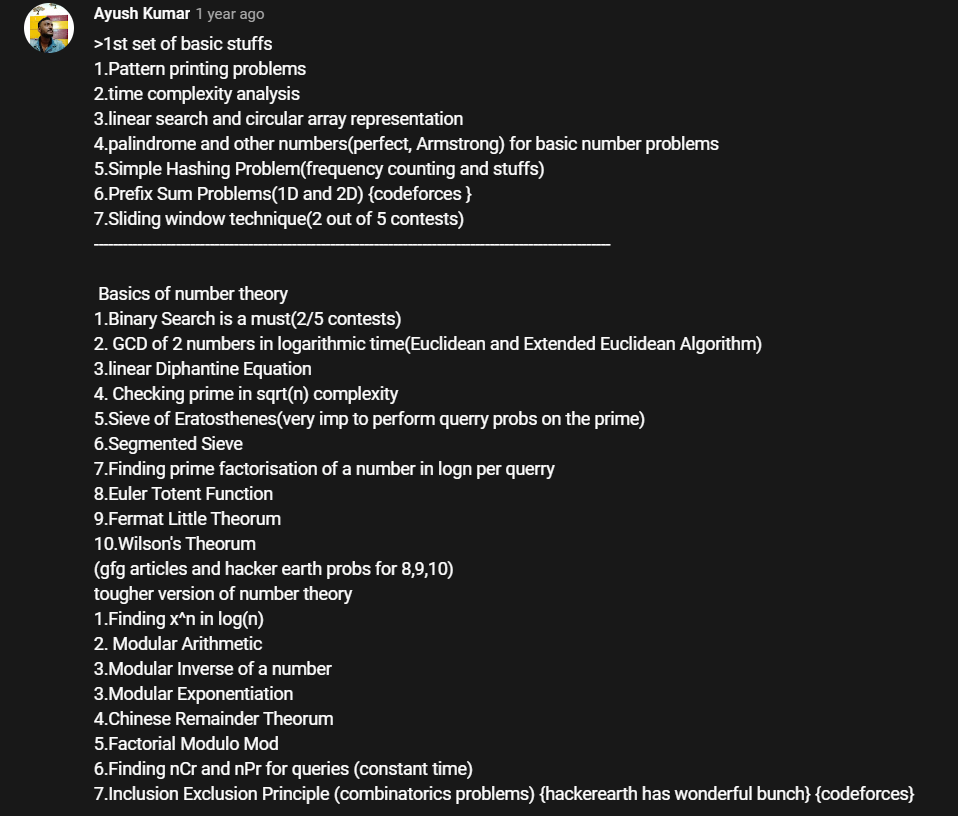 Ayush Kumar 1 year ago
>1st set of basic stuffs
1.Pattern printing problems
2.time complexity analysis
3.linear search and circular array representation
4.palindrome and other numbers(perfect, Armstrong) for basic number problems
5.Simple Hashing Problem(frequency counting and stuffs)
6.Prefix Sum Problems(1D and 2D) {codeforces }
7.Sliding window technique(2 out of 5 contests)
Basics of number theory
1.Binary Search is a must(2/5 contests)
2. GCD of 2 numbers in logarithmic time(Euclidean and Extended Euclidean Algorithm)
3.linear Diphantine Equation
4. Checking prime in sqrt(n) complexity
5.Sieve of Eratosthenes(very imp to perform querry probs on the prime)
6.Segmented Sieve
7.Finding prime factorisation of a number in logn per querry
8.Euler Totent Function
9.Fermat Little Theorum
10.Wilson's Theorum
(gfg articles and hacker earth probs for 8,9,10)
tougher version of number theory
1.Finding x^n in log(n)
2. Modular Arithmetic
3.Modular Inverse of a number
3.Modular Exponentiation
4.Chinese Remainder Theorum
5.Factorial Modulo Mod
6.Finding nCr and nPr for queries (constant time)
7.Inclusion Exclusion Principle (combinatorics problems) {hackerearth has wonderful bunch} {codeforces}